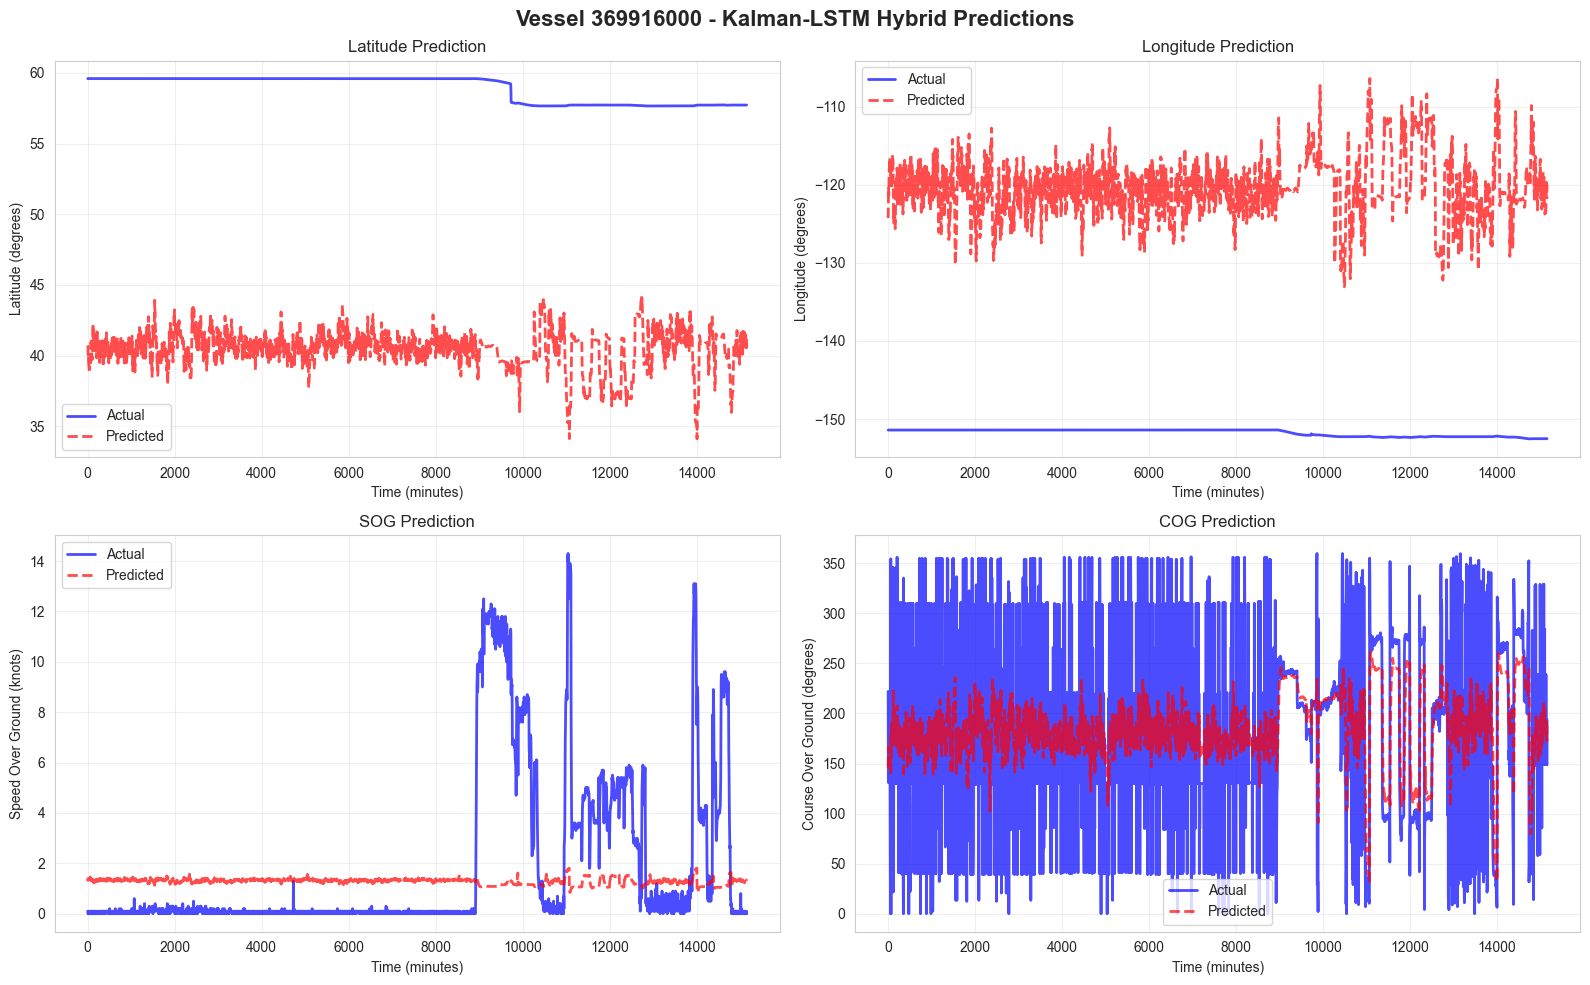 Vessel 369916000 - Kalman-LSTM Hybrid Predictions
Latitude Prediction
60
55
50
45
40
35
Latitude (degrees)
Actual
Predicted
0 2000 4000 6000 8000 10000 12000 14000
Time (minutes)
Longitude Prediction
Actual
Predicted
−110
−120
−130
−140
−150
Longitude (degrees)
0 2000 4000 6000 8000 10000 12000 14000
Time (minutes)
SOG Prediction
Actual
Predicted
14
12
10
8
6
4
2
0
Speed Over Ground (knots)
0 2000 4000 6000 8000 10000 12000 14000
Time (minutes)
COG Prediction
350
300
250
200
150
100
50
0
Course Over Ground (degrees)
Actual
Predicted
0 2000 4000 6000 8000 10000 12000 14000
Time (minutes)